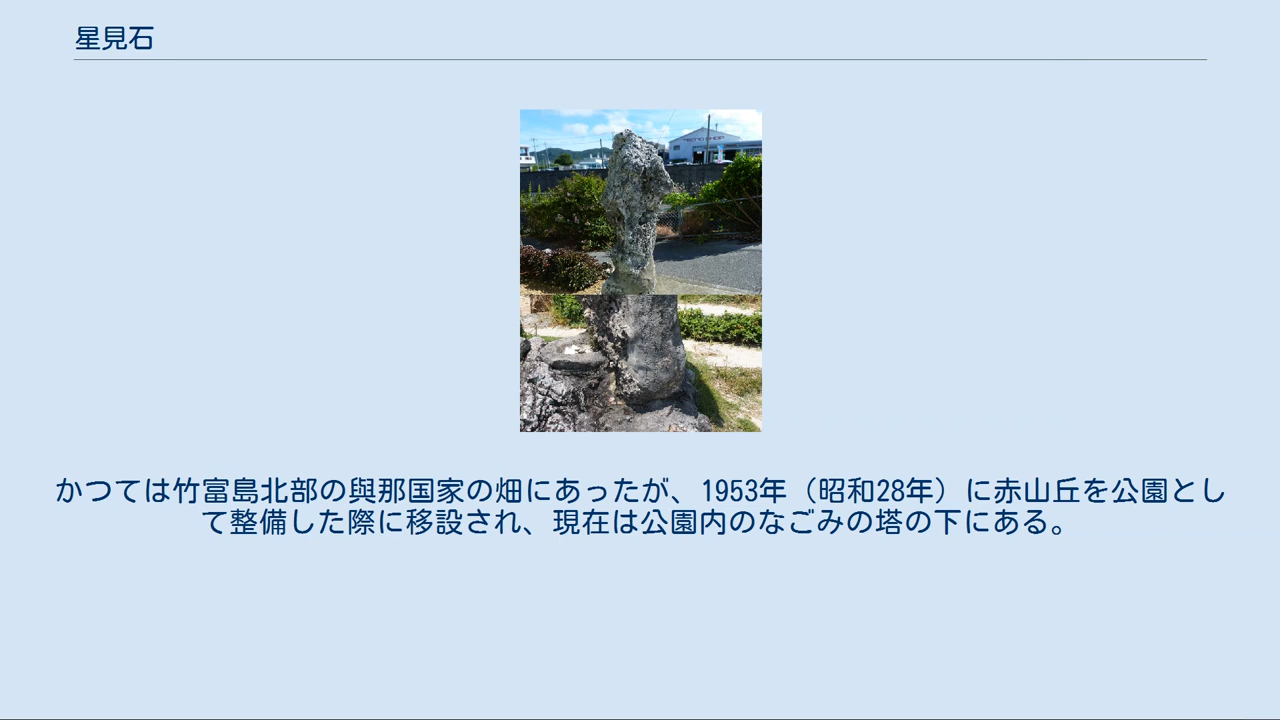 星見石
かつては竹富島北部の與那国家の畑にあったが、1953年（昭和28年）に赤山丘を公園とし
て整備した際に移設され、現在は公園内のなごみの塔の下にある。